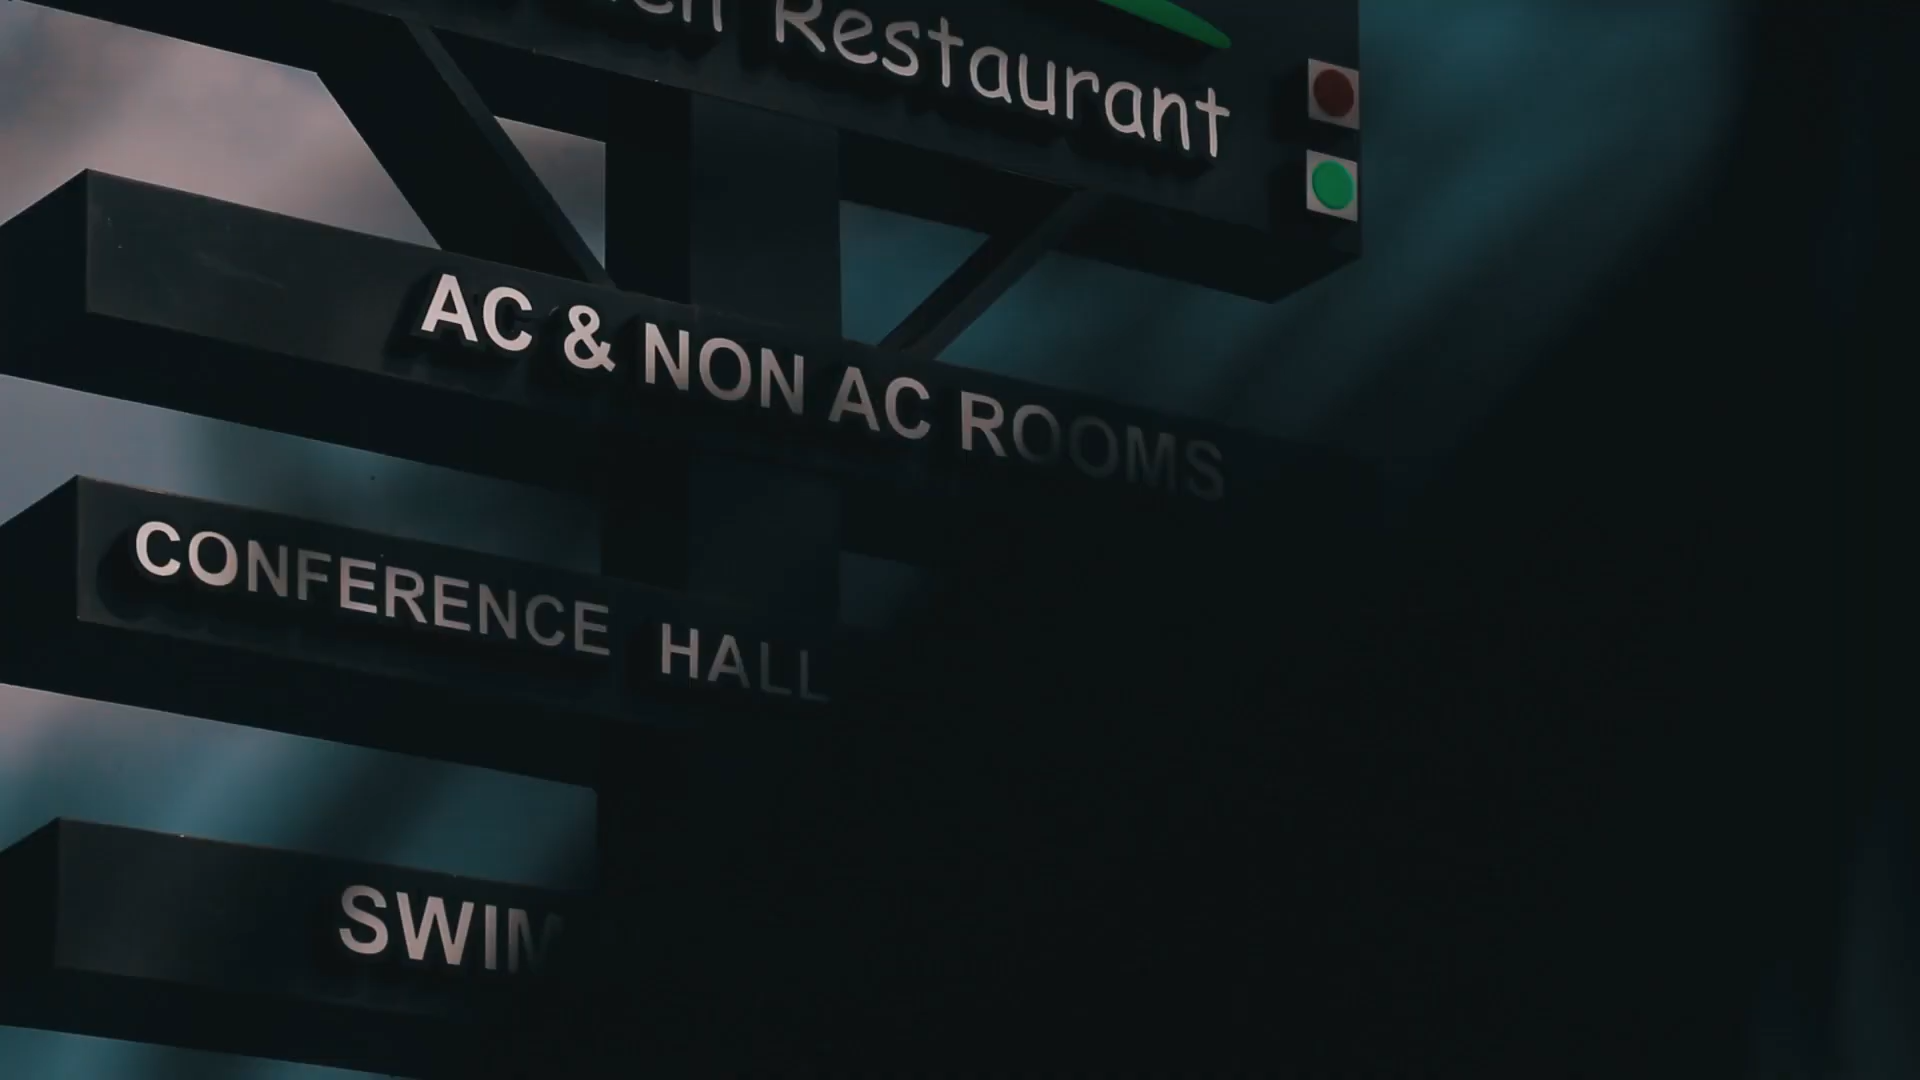 Restaurant
AC & NON AC ROOMS
CONFERENCE HALL
SWIM